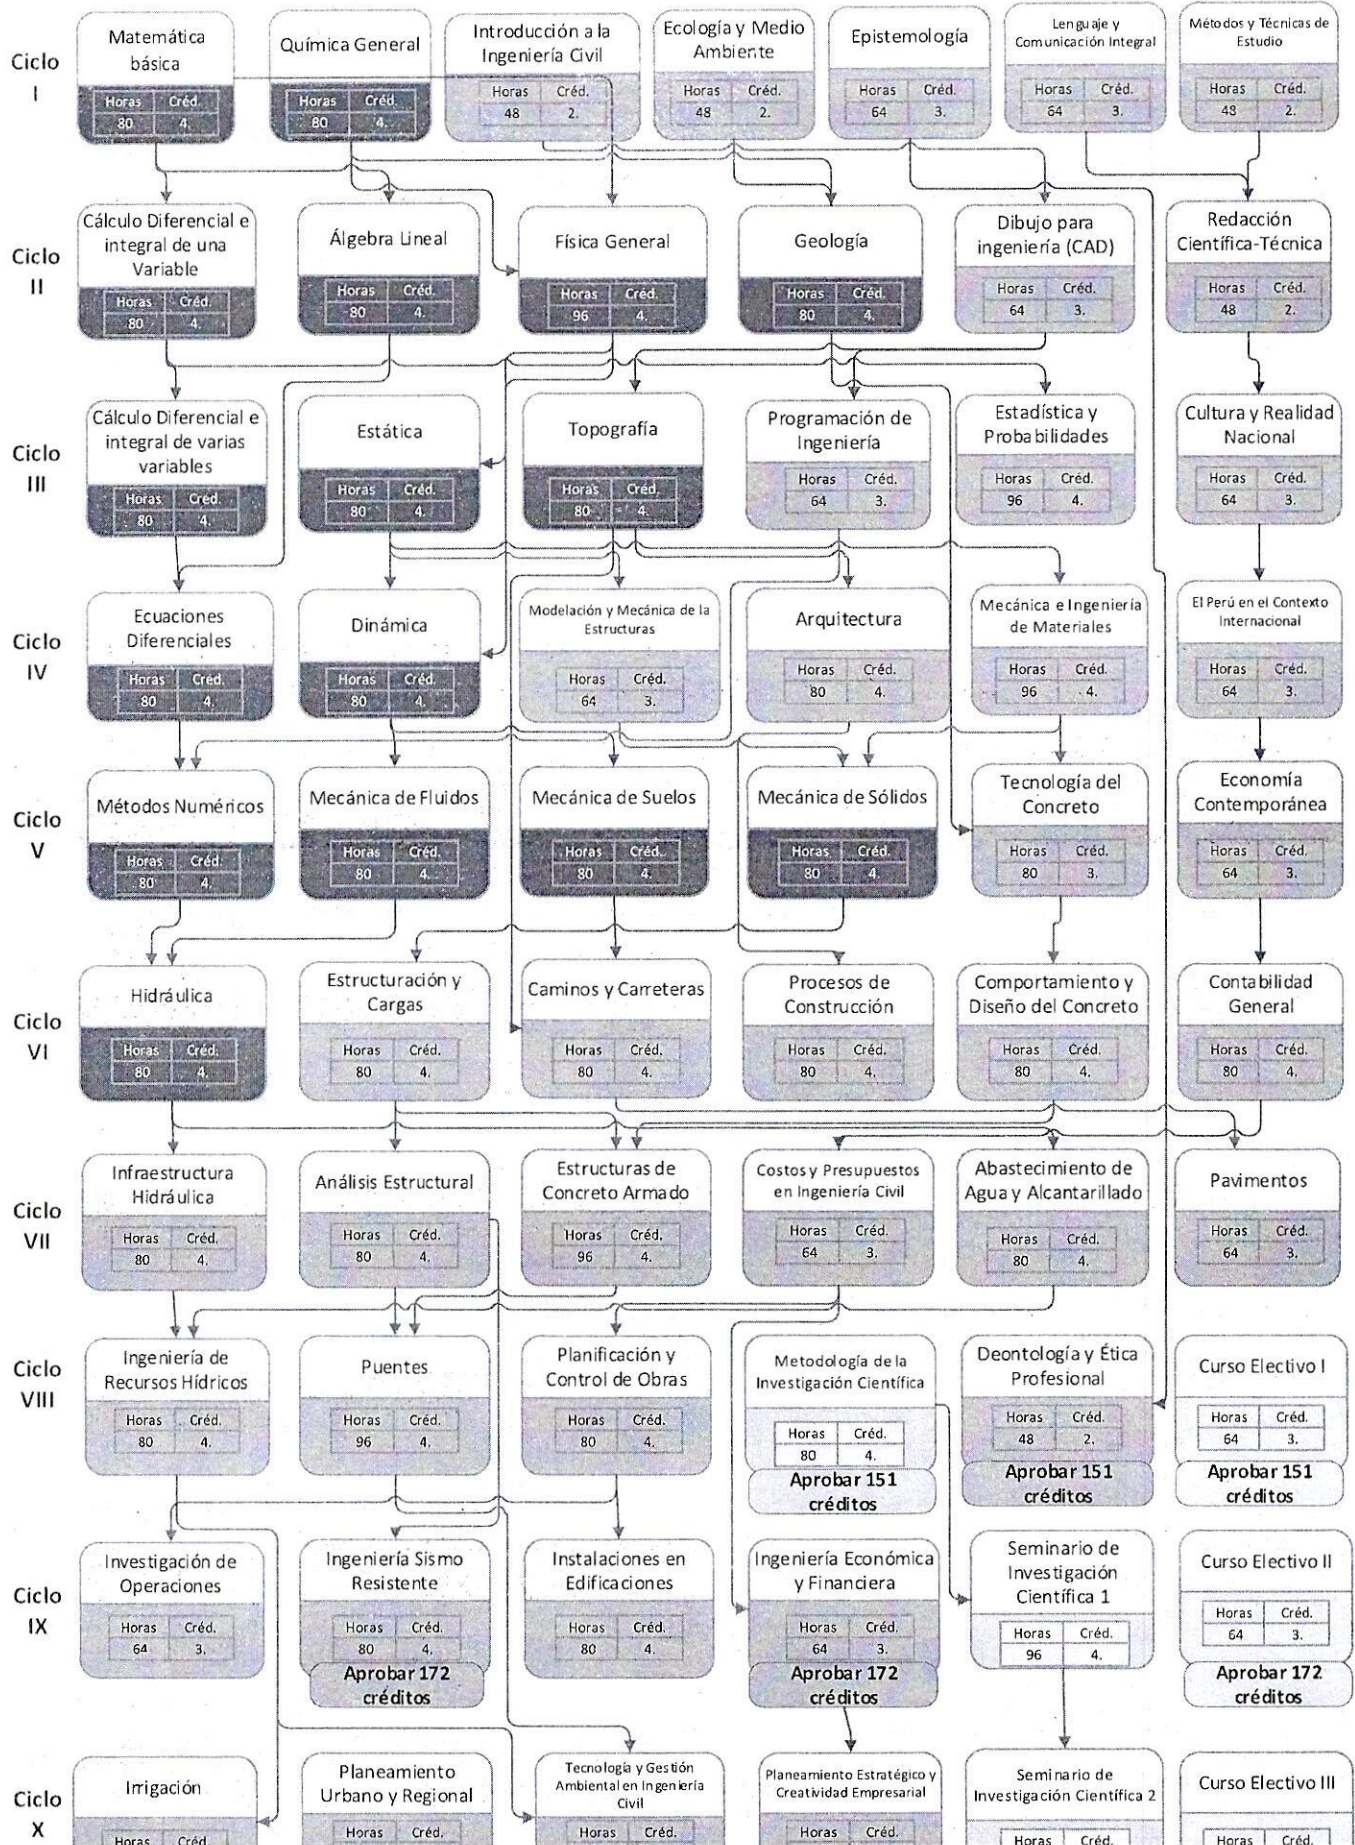 Ciclo
I
Matemática
básica
Horas Créd.
80 4.
Química General
Horas Créd.
80 4.
Introducción a la
Ingeniería Civil
Horas Créd.
48 2.
Ecología y Medio
Ambiente
Horas Créd.
48 2.
Epistemología
Horas Créd.
64 3.
Lenguaje y
Comunicación Integral
Horas Créd.
64 3.
Métodos y Técnicas de
Estudio
Horas Créd.
48 2.
Ciclo
II
Cálculo Diferencial e
integral de una
Variable
Horas Créd.
80 4.
Álgebra Lineal
Horas Créd.
80 4.
Física General
Horas Créd.
96 4.
Geología
Horas Créd.
80 4.
Dibujo para
ingeniería (CAD)
Horas Créd.
64 3.
Redacción
Científica-Técnica
Horas Créd.
48 2.
Ciclo
III
Cálculo Diferencial e
integral de varias
variables
Horas Créd.
80 4.
Estática
Horas Créd.
80 4.
Topografía
Horas Créd.
80 4.
Programación de
Ingeniería
Horas Créd.
64 3.
Estadística y
Probabilidades
Horas Créd.
96 4.
Cultura y Realidad
Nacional
Horas Créd.
64 3.
Ciclo
IV
Ecuaciones
Diferenciales
Horas Créd.
80 4.
Dinámica
Horas Créd.
80 4.
Modelación y Mecánica de la
Estructuras
Horas Créd.
64 3.
Arquitectura
Horas Créd.
80 4.
Mecánica e Ingeniería
de Materiales
Horas Créd.
96 4.
El Perú en el Contexto
Internacional
Horas Créd.
64 3.
Ciclo
V
Métodos Numéricos
Horas Créd.
80 4.
Mecánica de Fluidos
Horas Créd.
80 4.
Mecánica de Suelos
Horas Créd.
80 4.
Mecánica de Sólidos
Horas Créd.
80 4.
Tecnología del
Concreto
Horas Créd.
80 3.
Economía
Contemporánea
Horas Créd.
64 3.
Ciclo
VI
Hidráulica
Horas Créd.
80 4.
Estructuración y
Cargas
Horas Créd.
80 4.
Caminos y Carreteras
Horas Créd.
80 4.
Procesos de
Construcción
Horas Créd.
80 4.
Comportamiento y
Diseño del Concreto
Horas Créd.
80 4.
Contabilidad
General
Horas Créd.
80 4.
Ciclo
VII
Infraestructura
Hidráulica
Horas Créd.
80 4.
Análisis Estructural
Horas Créd.
80 4.
Estructuras de
Concreto Armado
Horas Créd.
96 4.
Costos y Presupuestos
en Ingeniería Civil
Horas Créd.
64 3.
Abastecimiento de
Agua y Alcantarillado
Horas Créd.
80 4.
Pavimentos
Horas Créd.
64 3.
Ciclo
VIII
Ingeniería de
Recursos Hídricos
Horas Créd.
80 4.
Puentes
Horas Créd.
96 4.
Planificación y
Control de Obras
Horas Créd.
80 4.
Metodología de la
Investigación Científica
Horas Créd.
80 4.
Aprobar 151
créditos
Deontología y Ética
Profesional
Horas Créd.
48 2.
Aprobar 151
créditos
Curso Electivo I
Horas Créd.
64 3.
Aprobar 151
créditos
Ciclo
IX
Investigación de
Operaciones
Horas Créd.
64 3.
Ingeniería Sismo
Resistente
Horas Créd.
80 4.
Aprobar 172
créditos
Instalaciones en
Edificaciones
Horas Créd.
80 4.
Ingeniería Económica
y Financiera
Horas Créd.
64 3.
Aprobar 172
créditos
Seminario de
Investigación
Científica 1
Horas Créd.
96 4.
Curso Electivo II
Horas Créd.
64 3.
Aprobar 172
créditos
Ciclo
X
Irrigación
Horas Créd.
Planeamiento
Urbano y Regional
Horas Créd.
Tecnología y Gestión
Ambiental en Ingeniería
Civil
Horas Créd.
Planeamiento Estratégico y
Creatividad Empresarial
Horas Créd.
Seminario de
Investigación Científica 2
Horas Créd.
Curso Electivo III
Horas Créd.